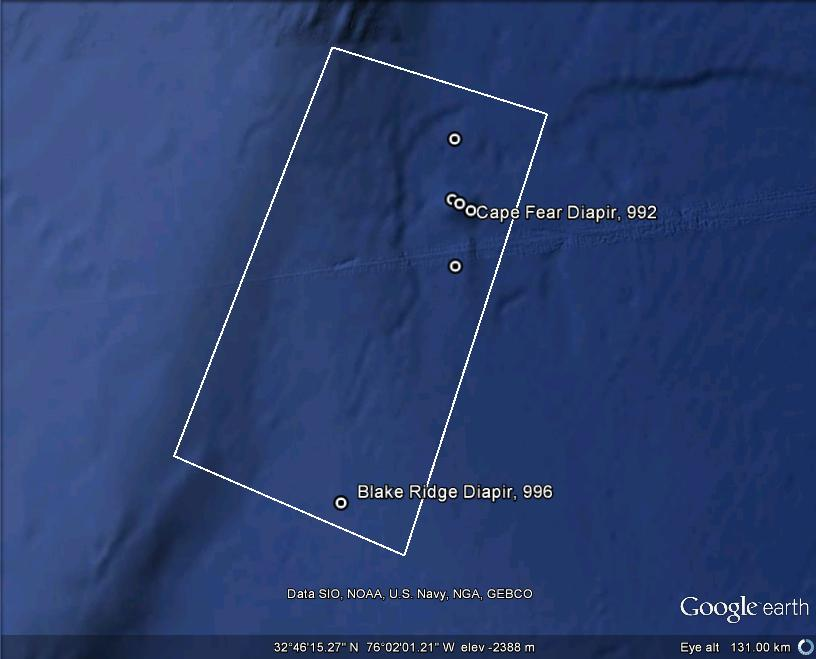 Cape Fear Diapir, 992
Blake Ridge Diapir, 996
Data SIO, NOAA, U.S. Navy, NGA, GEBCO
Google earth
32°46'15.27" N 76°02'01.21" W elev -2388 m Eye alt 131.00 km